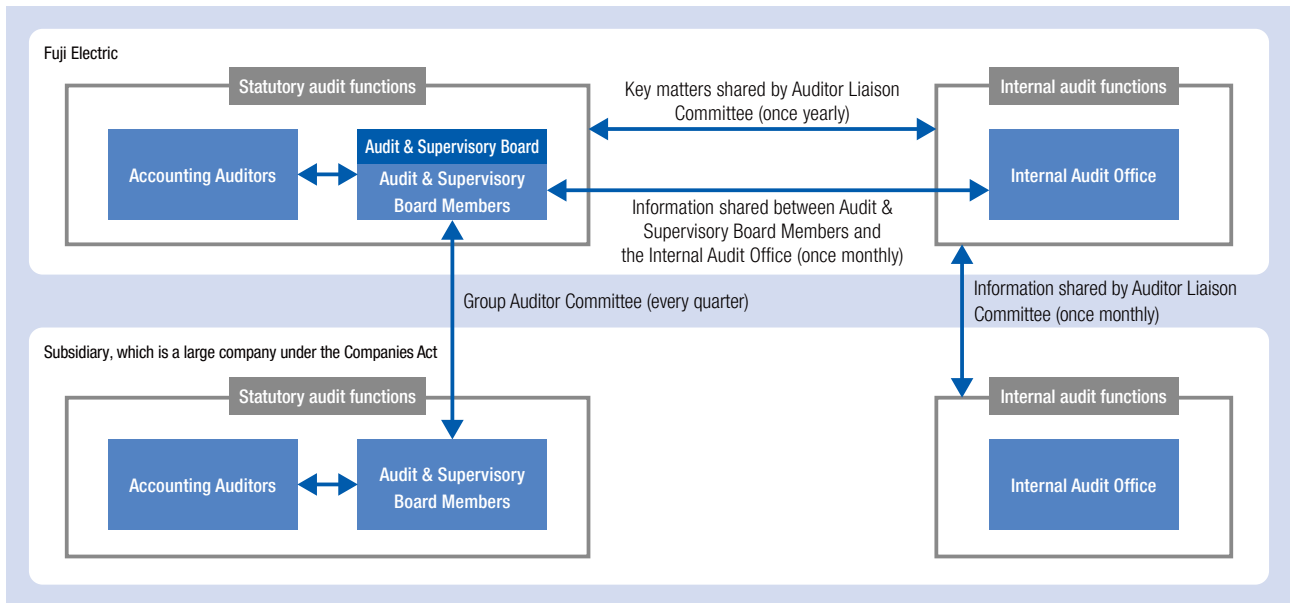 Fuji Electric
Statutory audit functions
Accounting Auditors
Audit & Supervisory Board
Audit & Supervisory
Board Members
Key matters shared by Auditor Liaison
Committee (once yearly)
Information shared between Audit &
Supervisory Board Members and
the Internal Audit Office (once monthly)
Internal audit functions
Internal Audit Office
Group Auditor Committee (every quarter)
Information shared by Auditor Liaison
Committee (once monthly)
Subsidiary, which is a large company under the Companies Act
Statutory audit functions
Accounting Auditors
Audit & Supervisory
Board Members
Internal audit functions
Internal Audit Office